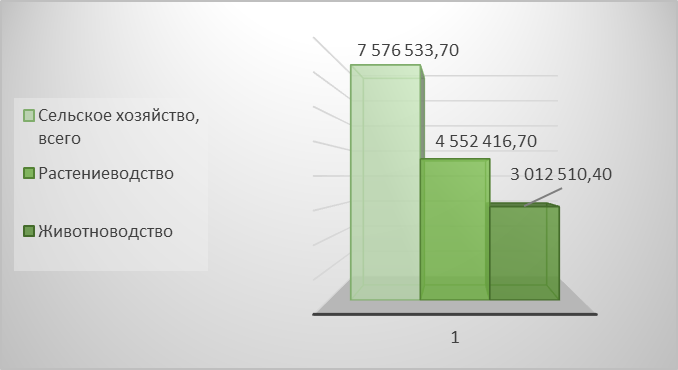 7 576 533,70
4 552 416,70
3 012 510,40
Сельское хозяйство,
всего
Растениеводство
Животноводство
1